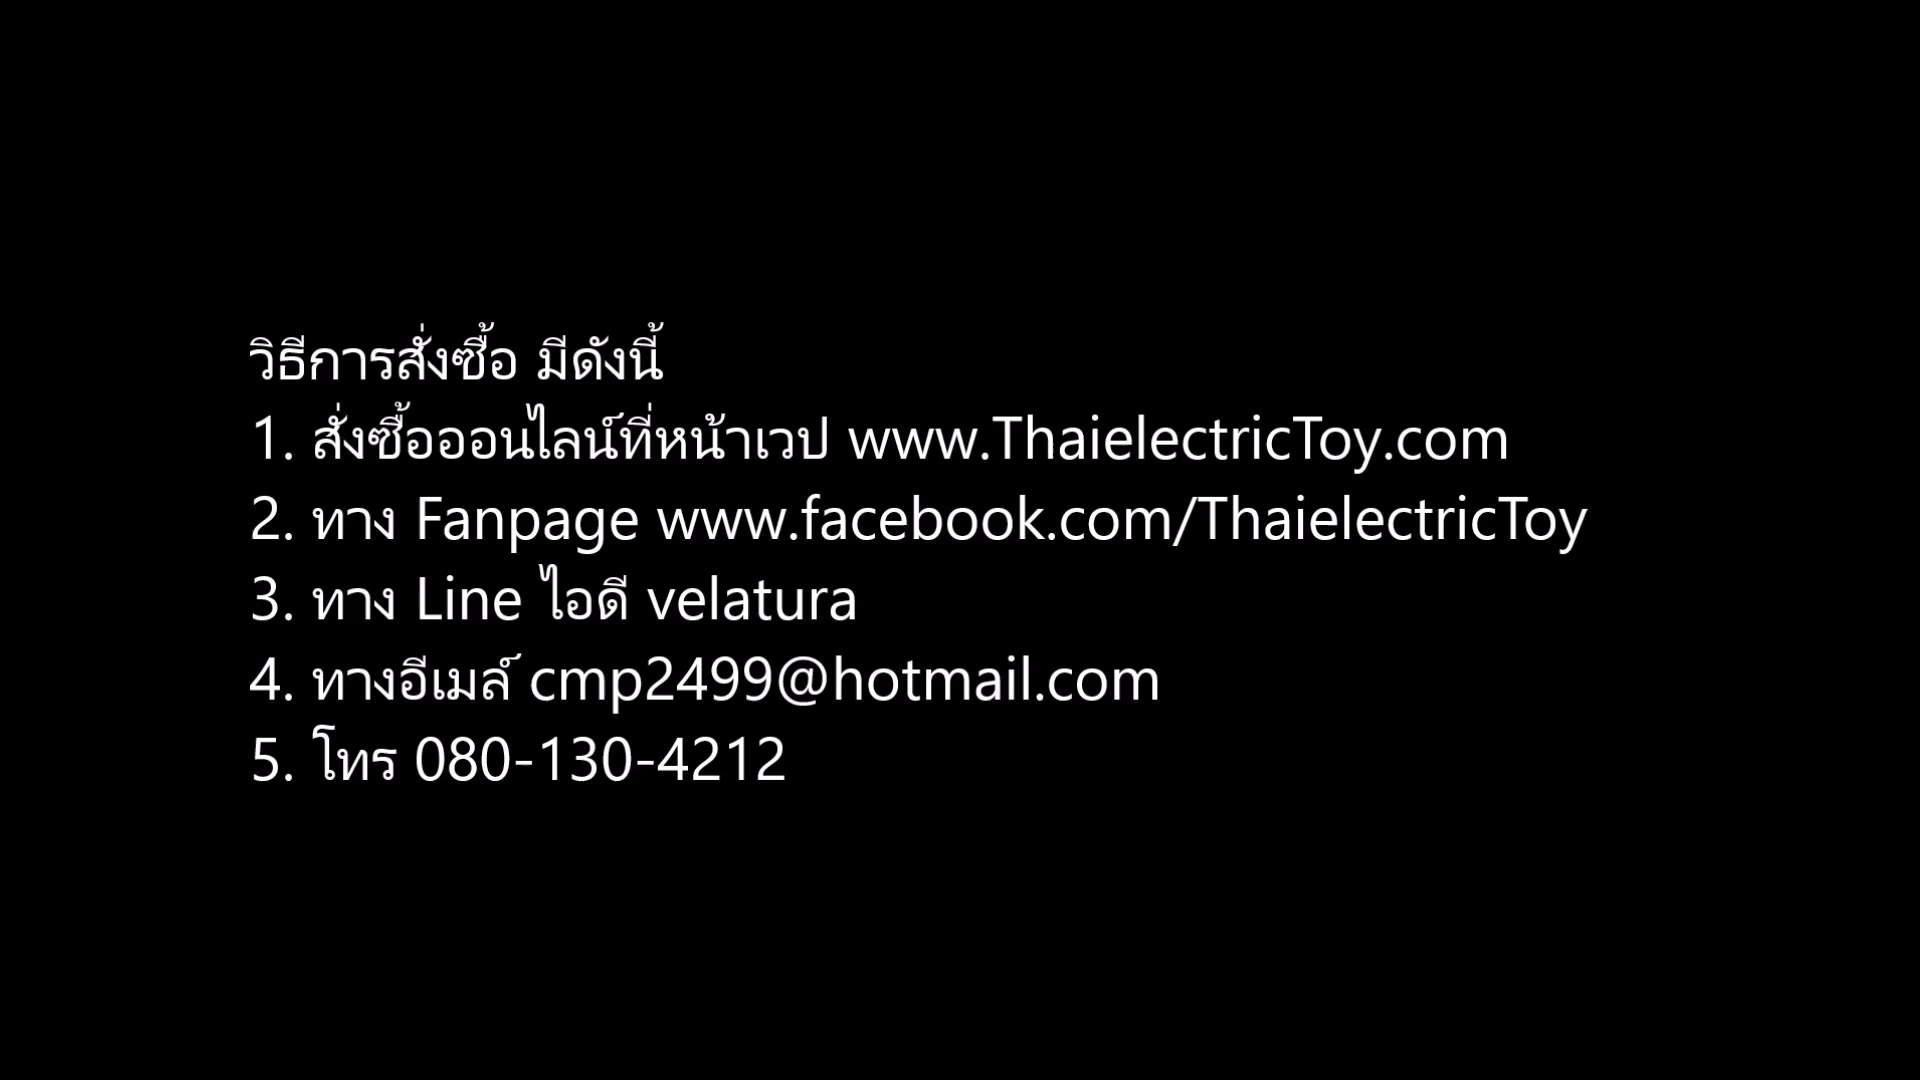 วิธีการสั่งซื้อ มีดังนี้
1. สั่งซื้อออนไลน์ที่หน้าเวป www.ThaielectricToy.com
2. ทาง Fanpage www.facebook.com/ThaielectricToy
3. ทาง Line ไอดี velatura
4. ทางอีเมล์ cmp2499@hotmail.com
5. โทร 080-130-4212